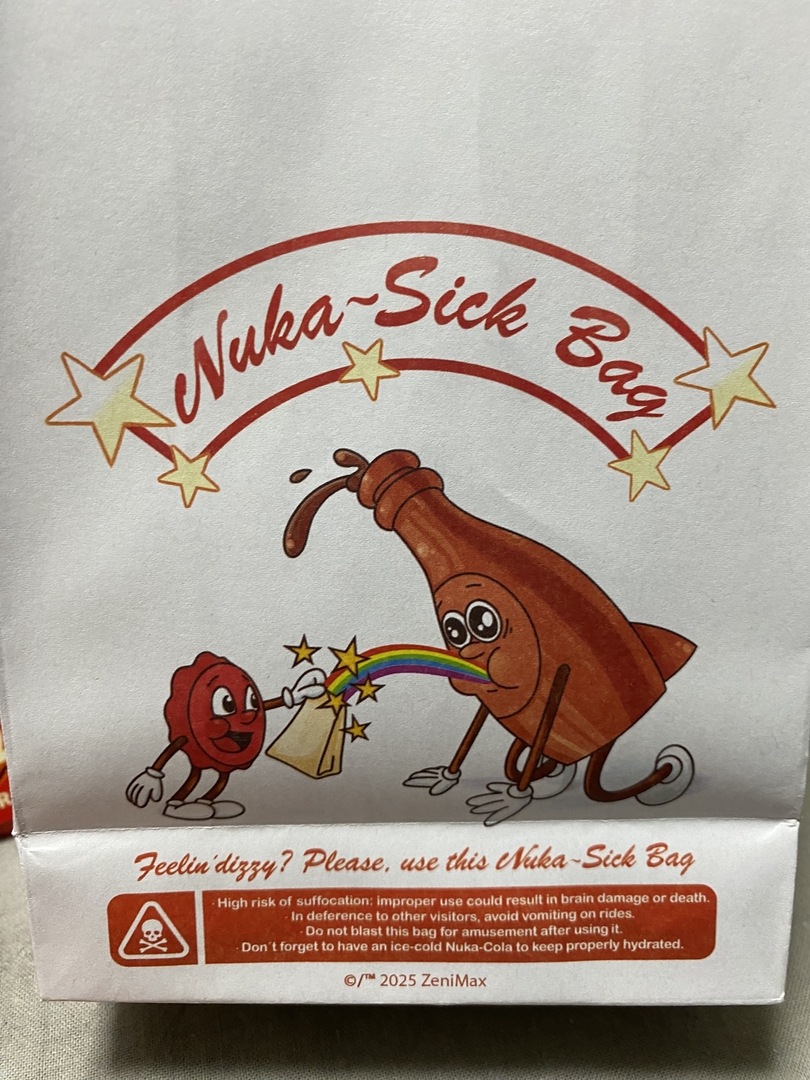 Nuka~Sick Bag
Feelin´dizzy? Please, use this Nuka~Sick Bag
· High risk of suffocation: improper use could result in brain damage or death.
· In deference to other visitors, avoid vomiting on rides.
· Do not blast this bag for amusement after using it.
· Don´t forget to have an ice-cold Nuka-Cola to keep properly hydrated.
©/™ 2025 ZeniMax